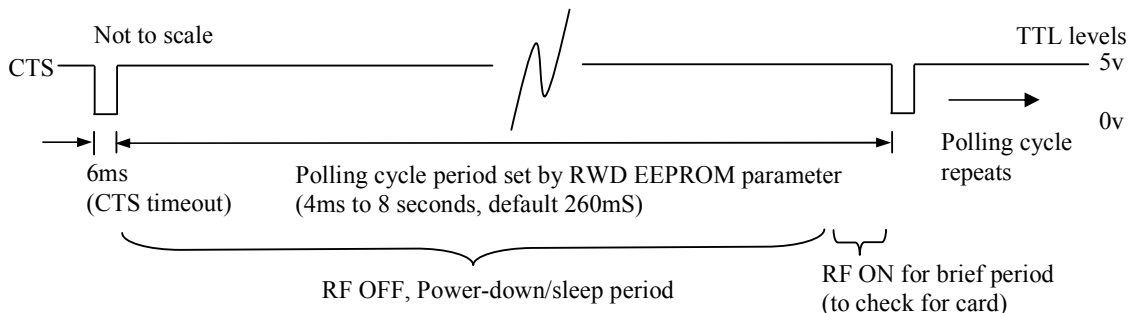 Not to scale
TTL levels
CTS
5v
0v
Polling cycle
repeats
6ms
(CTS timeout)
Polling cycle period set by RWD EEPROM parameter
(4ms to 8 seconds, default 260mS)
RF OFF, Power-down/sleep period
RF ON for brief period
(to check for card)